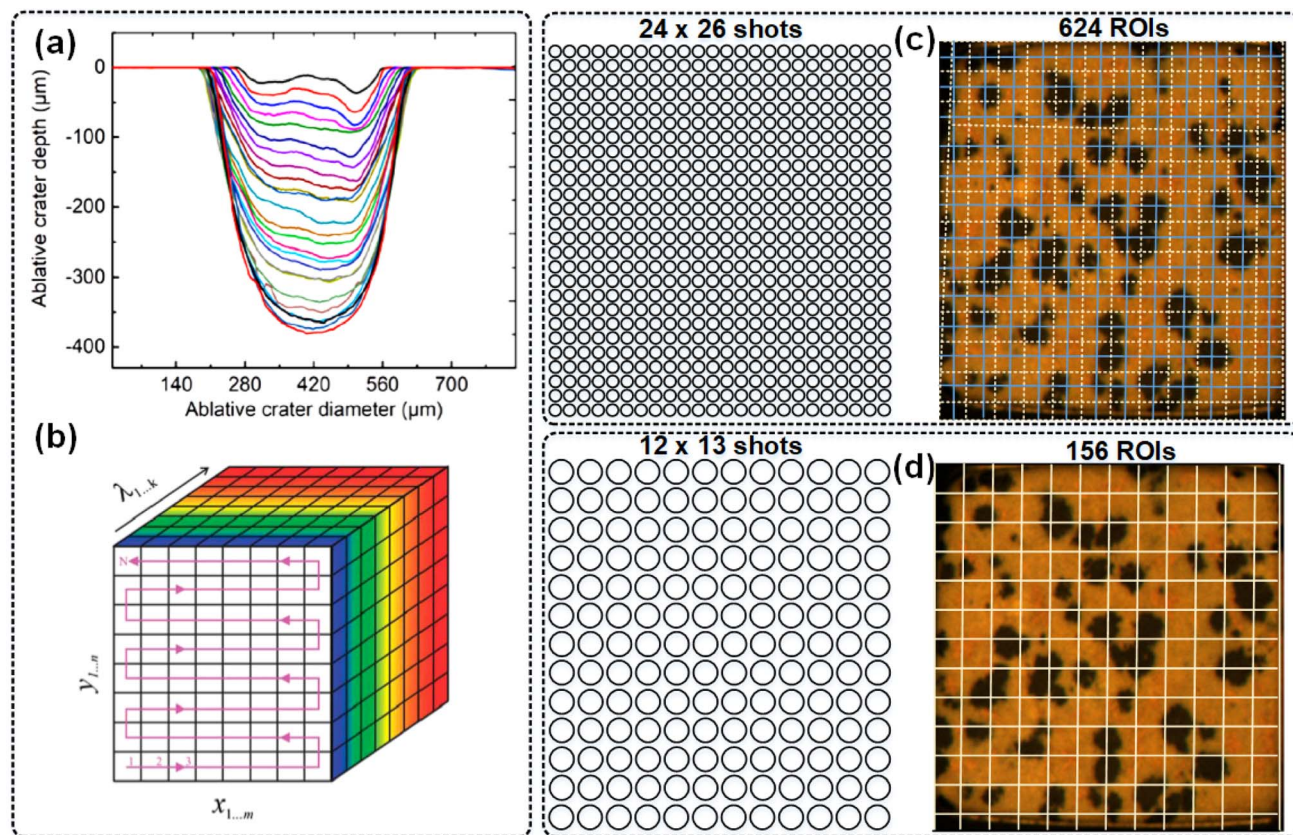 (a)
0
-100
-200
-300
-400
Ablative crater depth (µm)
140 280 420 560 700
Ablative crater diameter (µm)
(b)
λ1...k
N
1 2 3
y1...n
x1...m
24 x 26 shots
(c)
624 ROIs
12 x 13 shots
(d)
156 ROIs